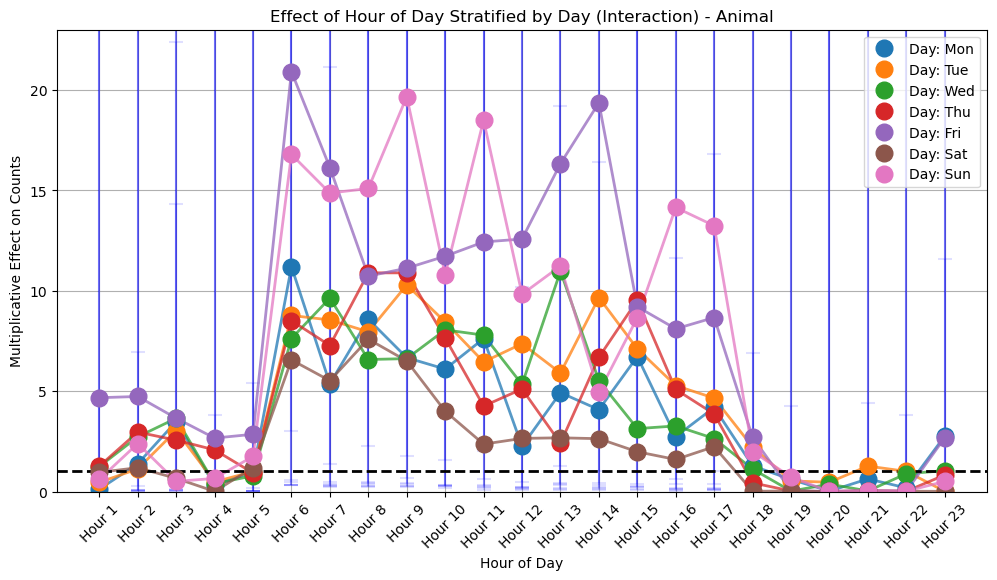 Effect of Hour of Day Stratified by Day (Interaction) - Animal
Multiplicative Effect on Counts
20
15
10
5
0
Day: Mon
Day: Tue
Day: Wed
Day: Thu
Day: Fri
Day: Sat
Day: Sun
Hour 1
Hour 2
Hour 3
Hour 4
Hour 5
Hour 6
Hour 7
Hour 8
Hour 9
Hour 10
Hour 11
Hour 12
Hour 13
Hour 14
Hour 15
Hour 16
Hour 17
Hour 18
Hour 19
Hour 20
Hour 21
Hour 22
Hour 23
Hour of Day